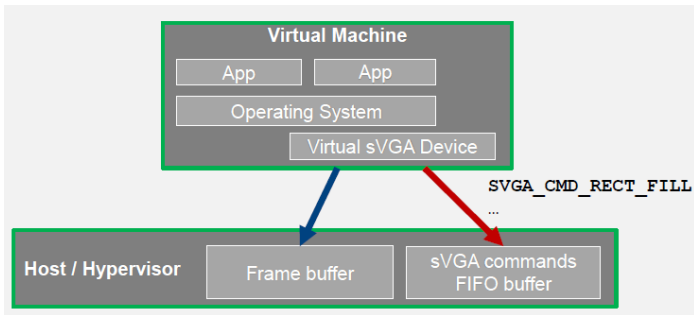 Virtual Machine
App
App
Operating System
Virtual sVGA Device
SVGA_CMD_RECT_FILL
…
Host / Hypervisor
Frame buffer
sVGA commands
FIFO buffer